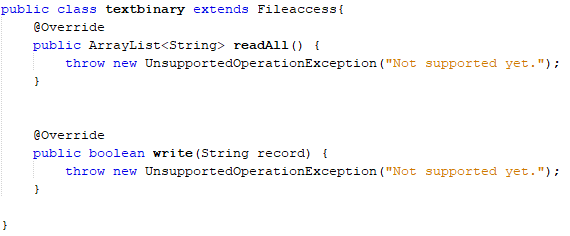 public class textbinary extends Fileaccess{
@Override
public ArrayList<String> readAll() {
throw new UnsupportedOperationException("Not supported yet.");
}
@Override
public boolean write(String record) {
throw new UnsupportedOperationException("Not supported yet.");
}
}